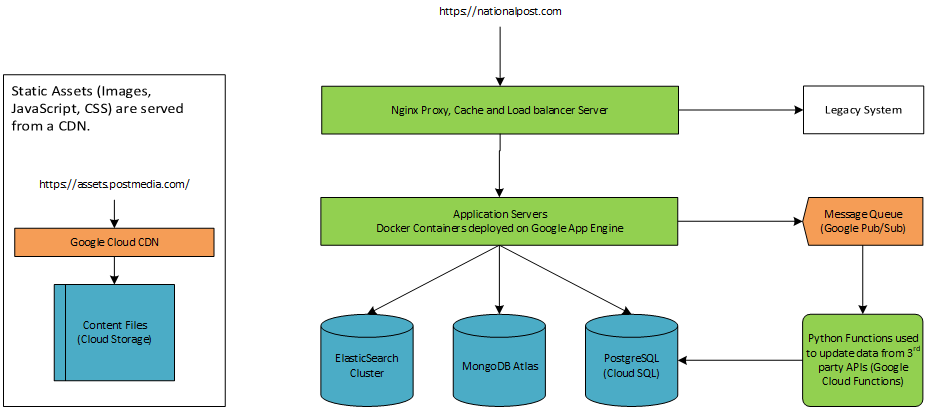 https://nationalpost.com
Static Assets (Images,
JavaScript, CSS) are served
from a CDN.
Nginx Proxy, Cache and Load balancer Server
Legacy System
https://assets.postmedia.com/
Application Servers
Docker Containers deployed on Google App Engine
Message Queue
(Google Pub/Sub)
Google Cloud CDN
Content Files
(Cloud Storage)
ElasticSearch
Cluster
MongoDB Atlas
PostgreSQL
(Cloud SQL)
Python Functions used
to update data from 3rd
party APIs (Google
Cloud Functions)